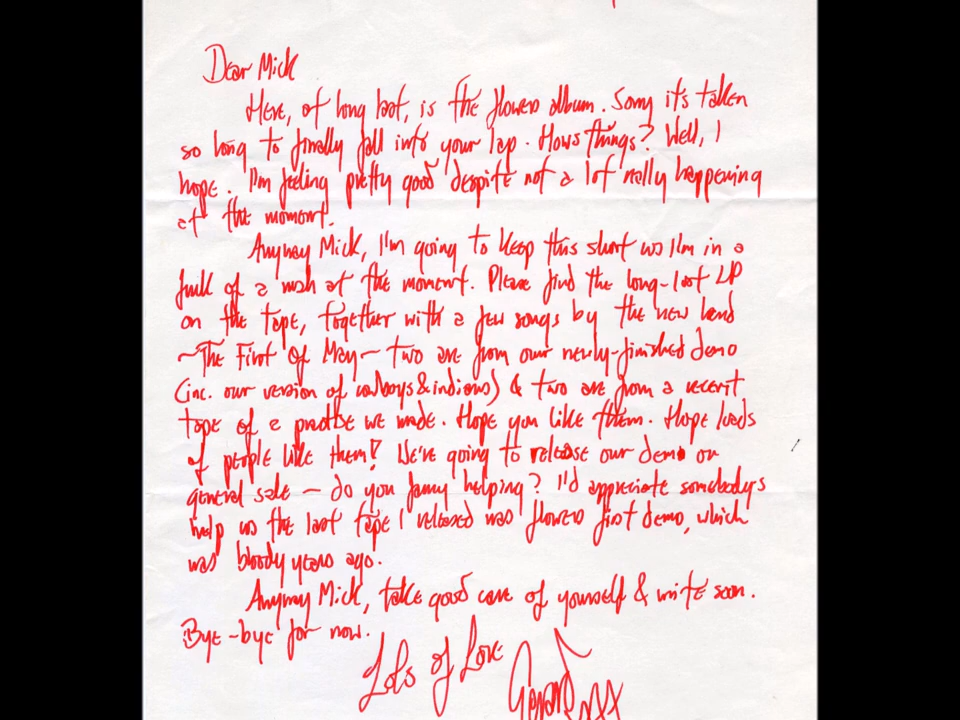 Dear Mick
Here, at long last, is the flowers album. Sorry it's taken
so long to finally fall into your lap. Hows things? Well, I
hope. I'm feeling pretty good despite not a lot really happening
at the moment.
Anyway Mick, I'm going to keep this short as I'm in a
fuck of a rush at the moment. Please find the long-lost LP
on the tape, together with a few songs by the new band
~The First Of May~ two are from our newly-finished demo
(inc. our version of cowboys&indians) & two are from a recent
tape of a practise we made. Hope you like them. Hope loads
of people like them! We're going to release our demo on
general sale – do you fancy helping? I'd appreciate somebodys
help as the last tape I released was flowers first demo, which
was bloody years ago.
Anyway Mick, take good care of yourself & write soon.
Bye-bye for now.
Lots of Love
Gerard xx